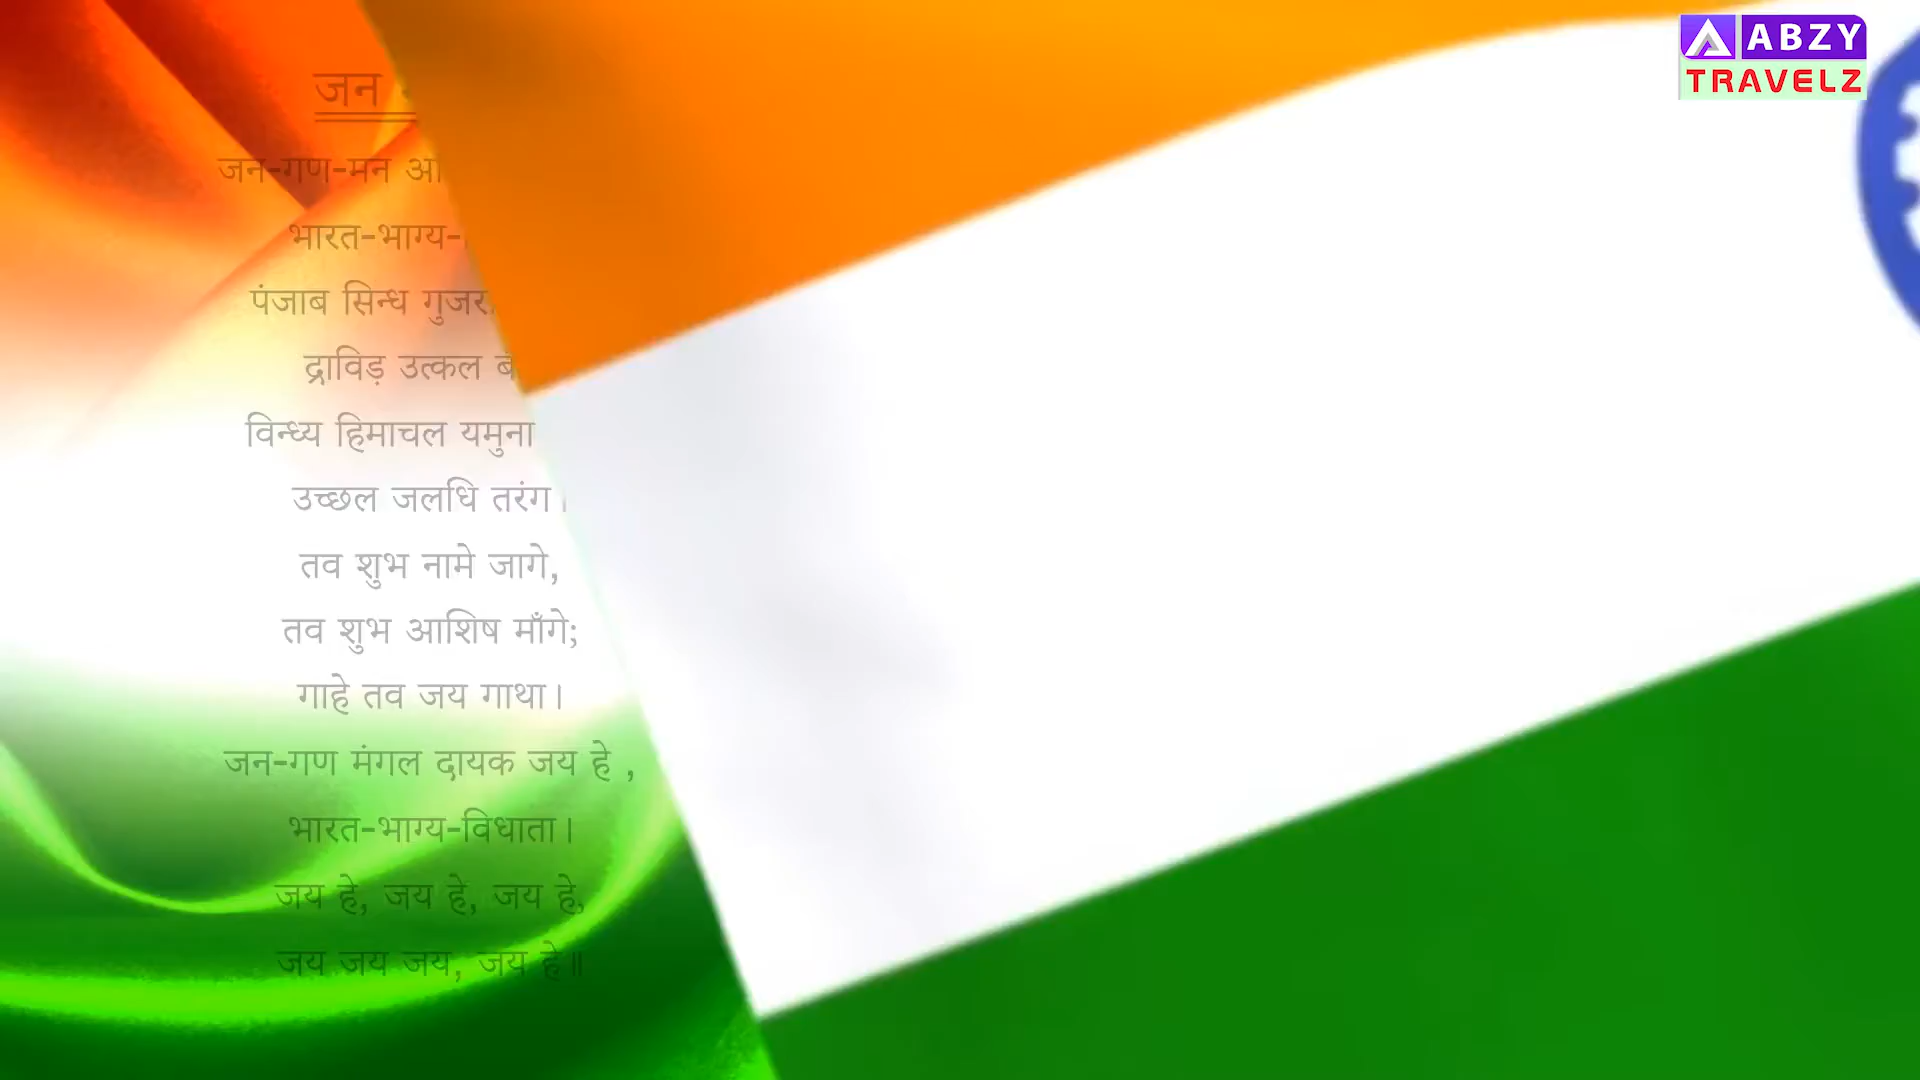 ABZY
TRAVELZ
जन
जन-गण-मन
भारत-भाग्य-
पंजाब सिन्ध
द्राविड़ उत्कल
विन्ध्य हिमाचल यमुना
उच्छल जलधि तरंग।
तव शुभ नामे जागे,
तव शुभ आशिष माँगे;
गाहे तव जय गाथा।
जन-गण मंगल दायक जय हे ,
भारत-भाग्य-विधाता।
जय हे, जय हे, जय हे,
जय जय जय, जय हे॥